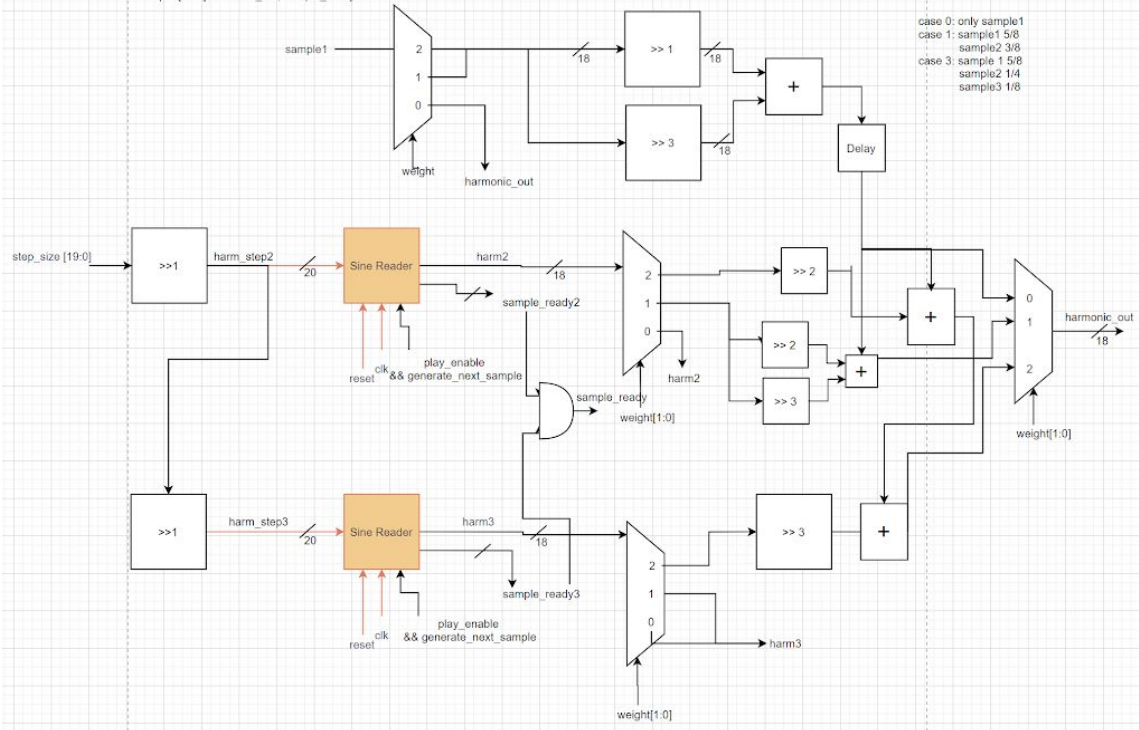 case 0: only sample1
case 1: sample1 5/8
sample2 3/8
case 3: sample 1 5/8
sample2 1/4
sample3 1/8
sample1
2
1
0
weight
harmonic_out
18
>> 1
18
>> 3
18
+
Delay
step_size [19:0]
>>1
harm_step2
20
Sine Reader
harm2
18
sample_ready2
reset
clk
play_enable
&& generate_next_sample
sample_ready
2
1
0
harm2
weight[1:0]
>> 2
>> 2
>> 3
+
+
0
1
2
harmonic_out
18
weight[1:0]
>>1
harm_step3
20
Sine Reader
harm3
18
sample_ready3
reset
clk
play_enable
&& generate_next_sample
2
1
0
harm3
weight[1:0]
>> 3
+